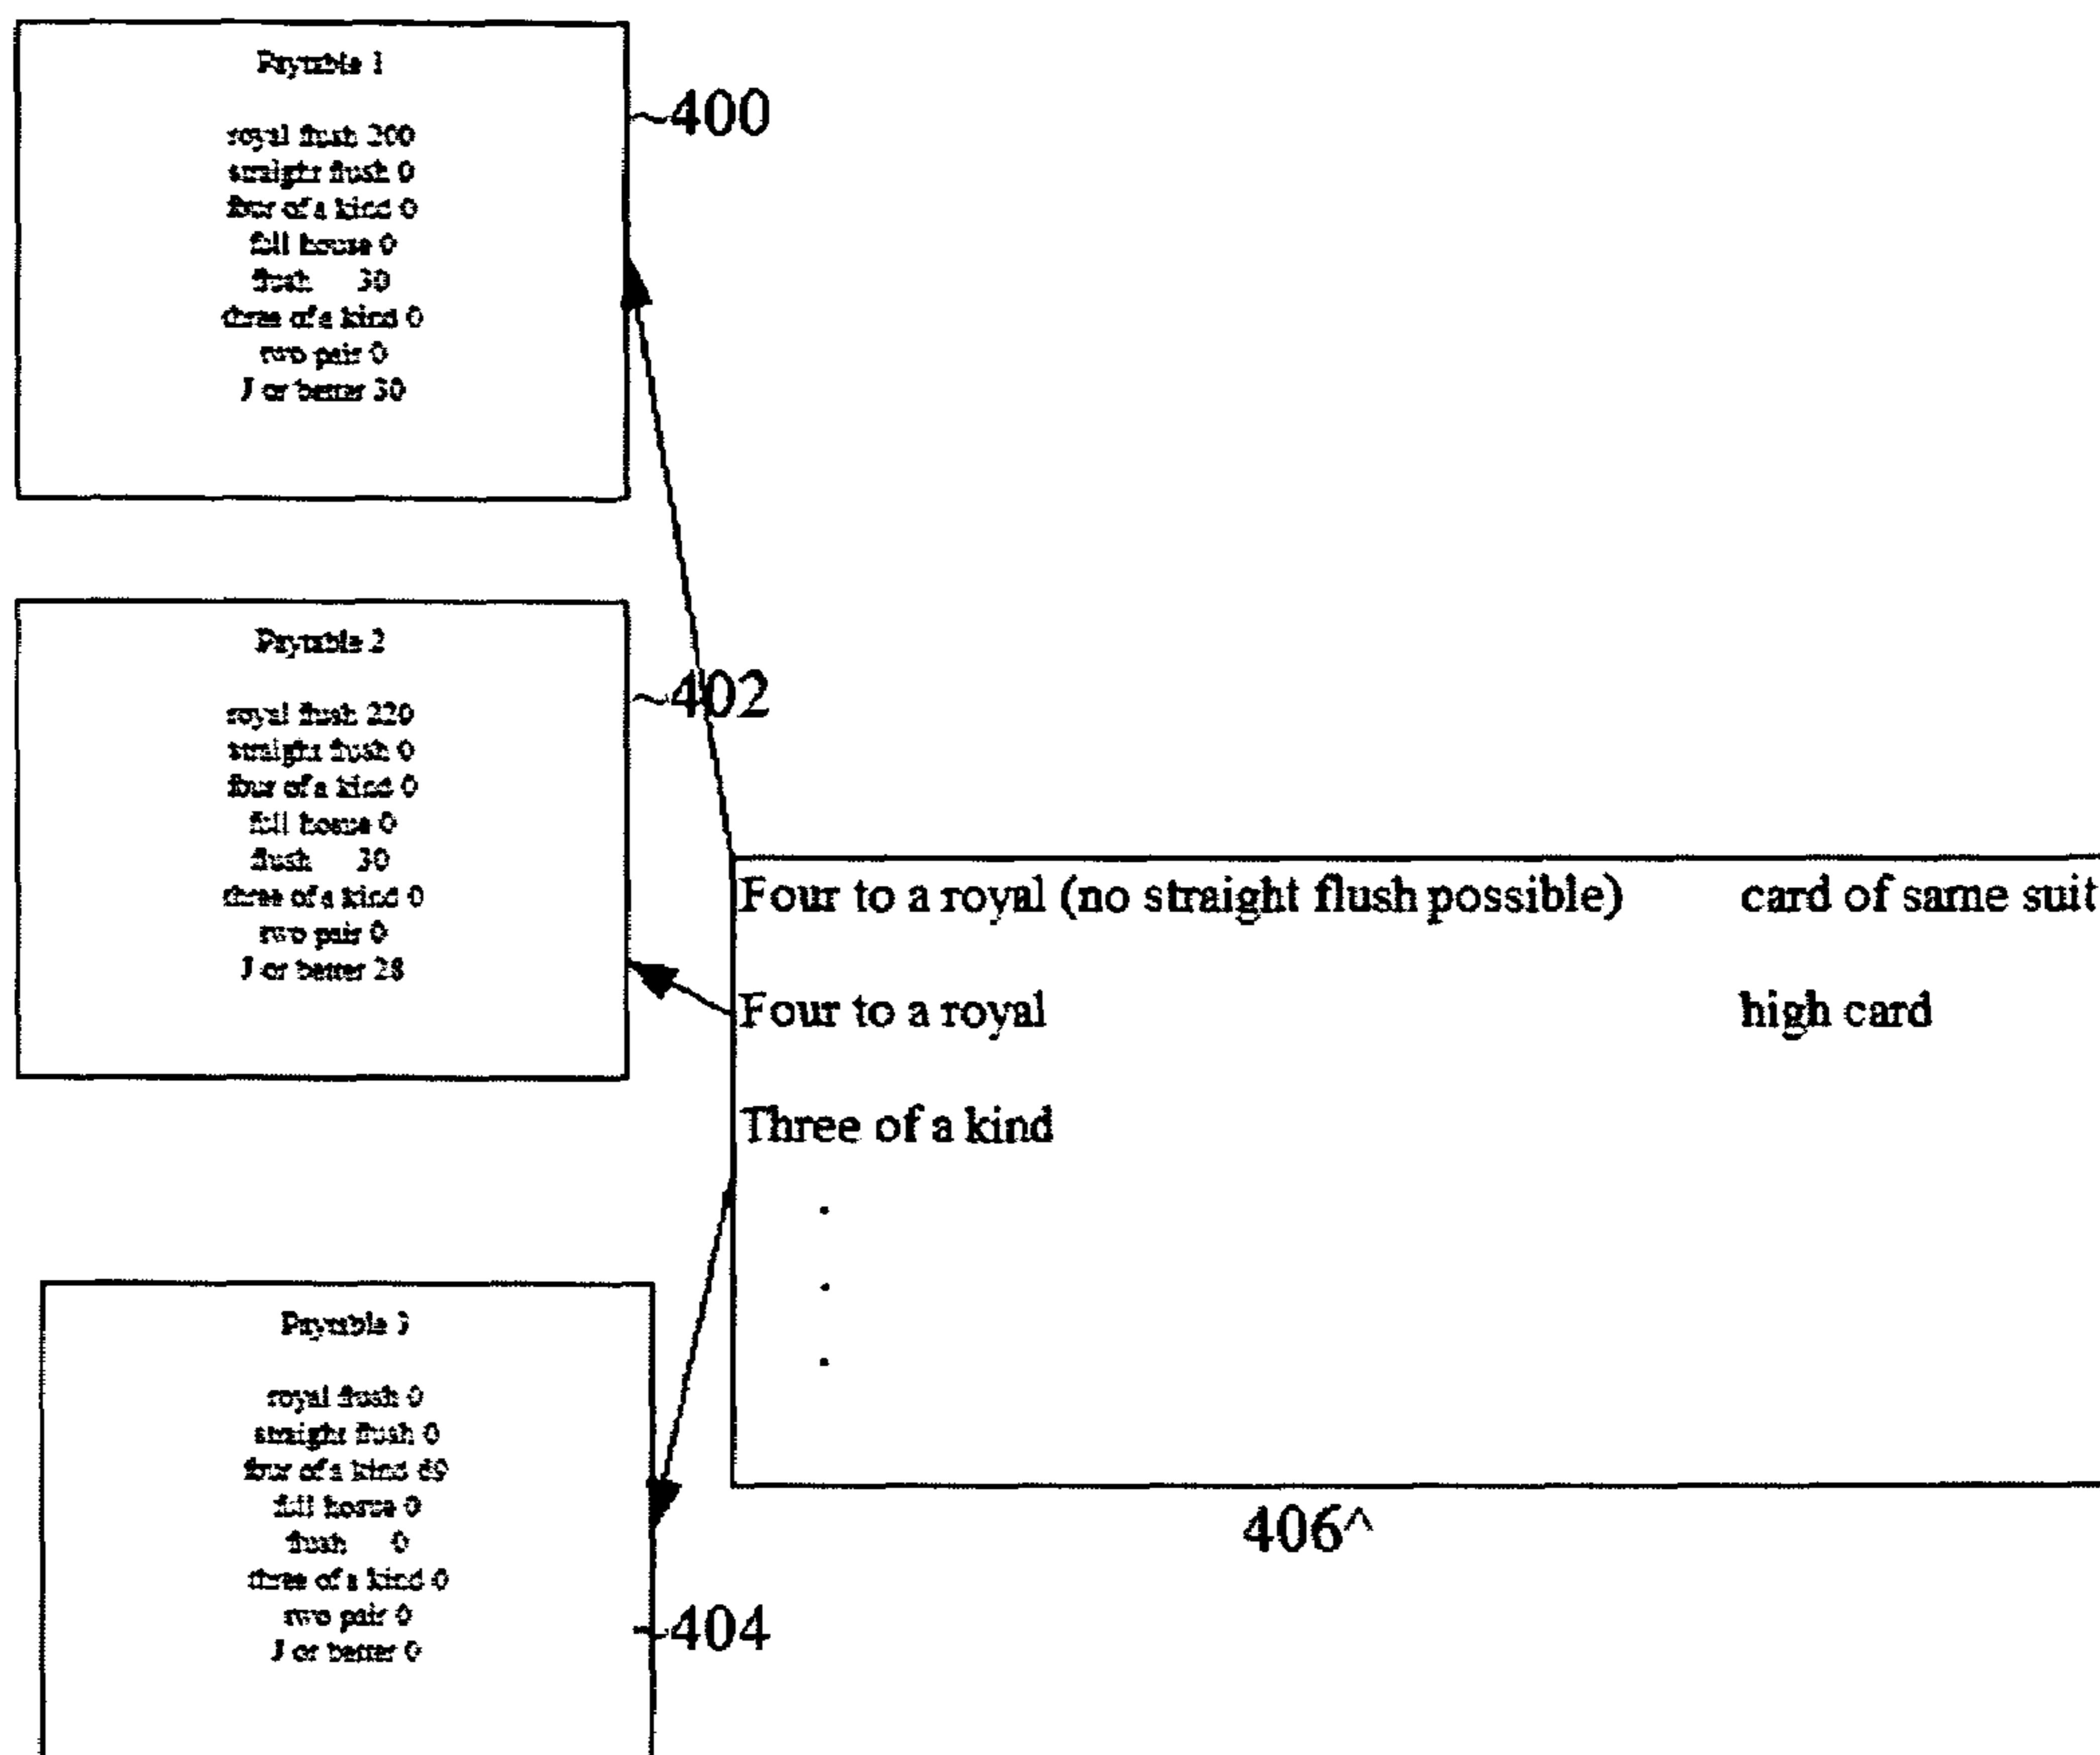 Paytable 1
400
royal flush 200
straight flush 0
four of a kind 0
full house 0
flush 30
three of a kind 0
two pair 0
J or better 30
Paytable 2
402
royal flush 220
straight flush 0
four of a kind 0
full hosue 0
flush 30
three of a kind 0
two pair 0
J or better 28
Four to a royal (no straight flush possible) card of same suit
Four to a royal high card
Three of a kind
.
.
.
406^
Paytable 3
royal flush 0
straight flush 0
four of a kind
full hosue 0
flush 0
three of a kind 0
two pair 0
J or better 0
404